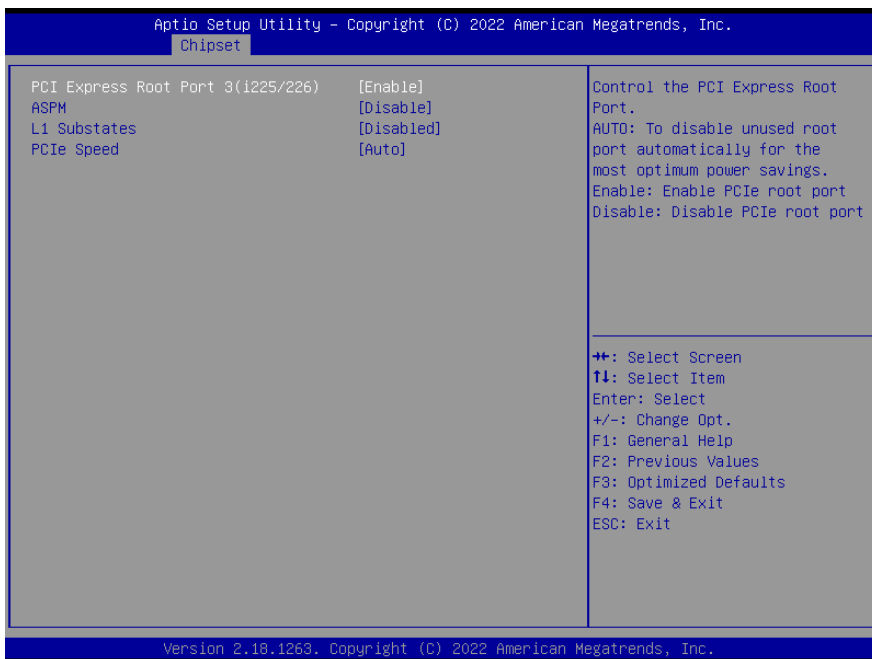 Aptio Setup Utility – Copyright (C) 2022 American Megatrends, Inc.
Chipset
PCI Express Root Port 3(i225/226) [Enable]
ASPM [Disable]
L1 Substates [Disabled]
PCIe Speed [Auto]
Control the PCI Express Root
Port.
AUTO: To disable unused root
port automatically for the
most optimum power savings.
Enable: Enable PCIe root port
Disable: Disable PCIe root port
→←: Select Screen
↑↓: Select Item
Enter: Select
+/-: Change Opt.
F1: General Help
F2: Previous Values
F3: Optimized Defaults
F4: Save & Exit
ESC: Exit
Version 2.18.1263. Copyright (C) 2022 American Megatrends, Inc.